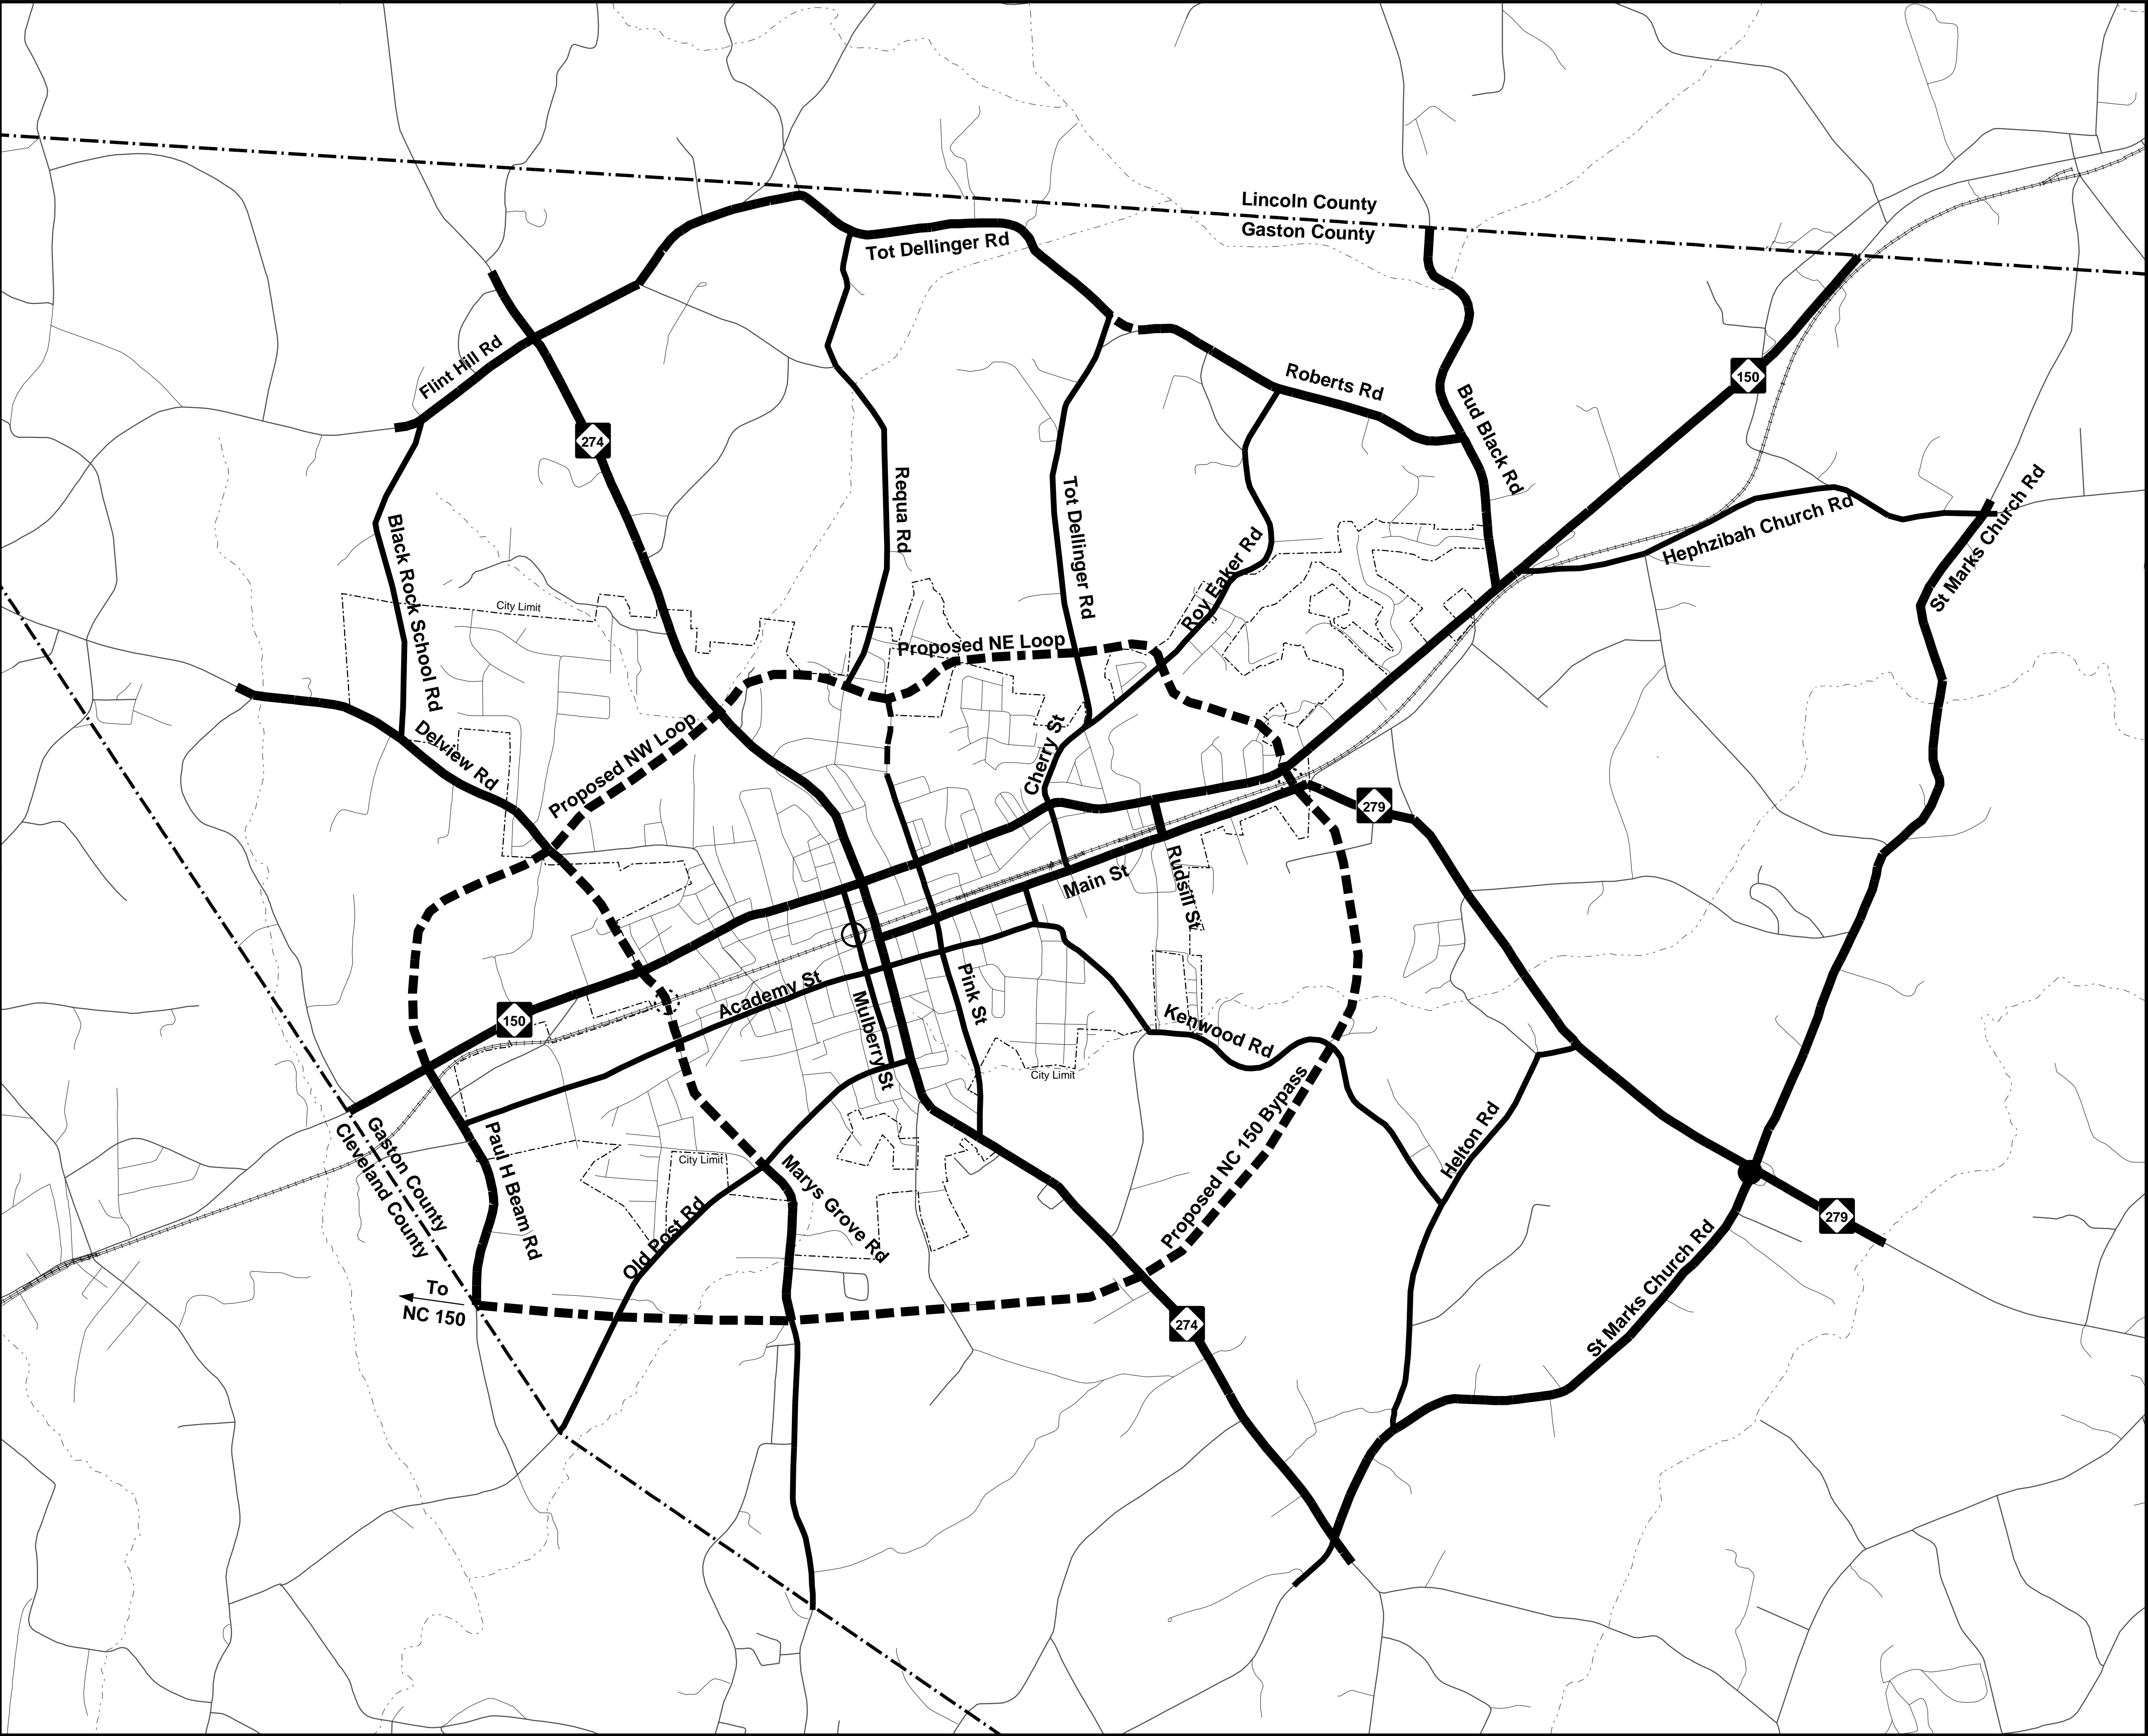 Lincoln County
Gaston County
Tot Dellinger Rd
Flint Hill Rd
150
Roberts Rd
Bud Black Rd
274
Requa Rd
Tot Dellinger Rd
Black Rock School Rd
Hephzibah Church Rd
St Marks Church Rd
Roy Eaker Rd
City Limit
Proposed NE Loop
Proposed NW Loop
Delview Rd
Cherry St
279
Main St
Rudsill St
Academy St
Mulberry St
Pink St
150
Kenwood Rd
City Limit
Gaston County
Cleveland County
Paul H Beam Rd
City Limit
Marys Grove Rd
Old Post Rd
Proposed NC 150 Bypass
Helton Rd
279
St Marks Church Rd
To
NC 150
274